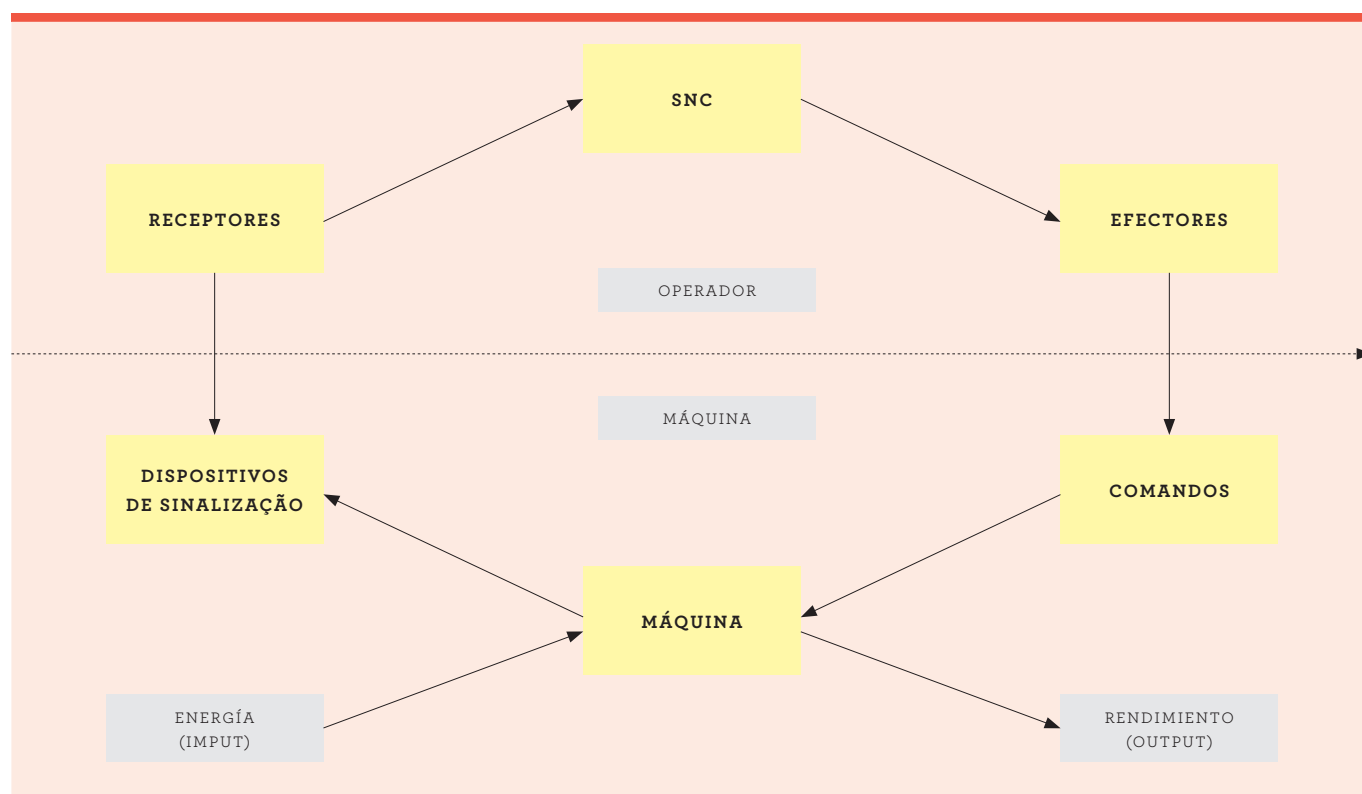 SNC
RECEPTORES
EFECTORES
OPERADOR
MÁQUINA
DISPOSITIVOS
DE SINALIZAÇÃO
COMANDOS
MÁQUINA
ENERGÍA
(IMPUT)
RENDIMIENTO
(OUTPUT)